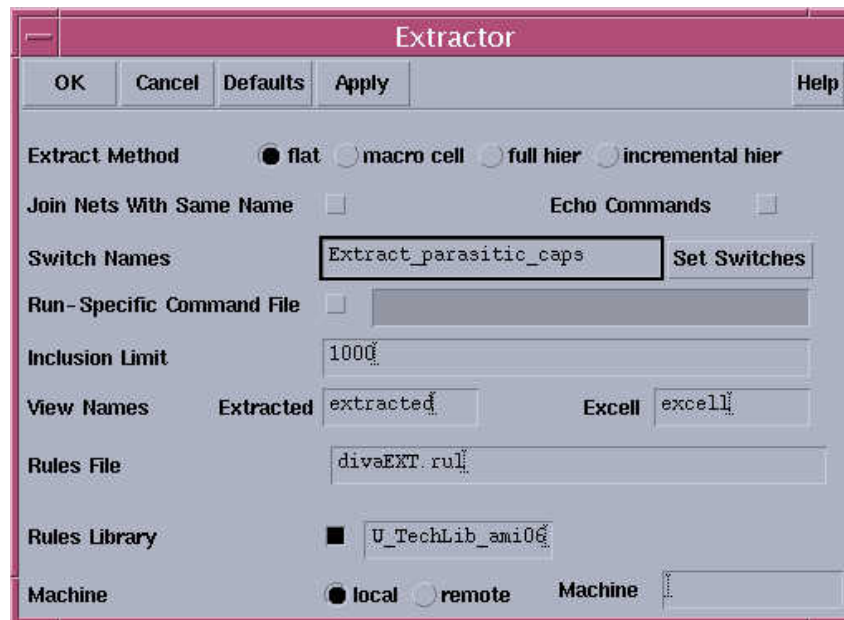 Extractor
OK Cancel Defaults Apply Help
Extract Method flat macro cell full hier incremental hier
Join Nets With Same Name Echo Commands
Switch Names Extract_parasitic_caps Set Switches
Run-Specific Command File
Inclusion Limit 1000
View Names Extracted extracted Excell excell
Rules File divaEXT.rul
Rules Library U_TechLib_ami06
Machine local remote Machine